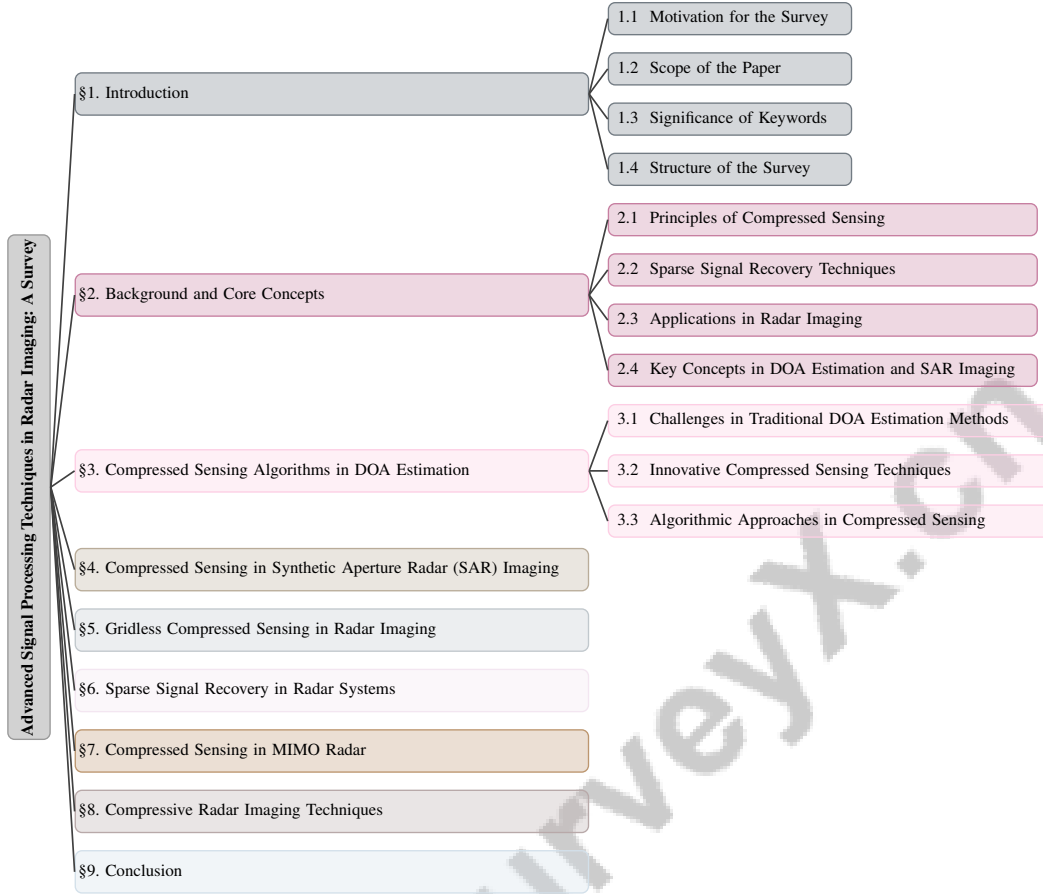 Advanced Signal Processing Techniques in Radar Imaging: A Survey
§1. Introduction
1.1 Motivation for the Survey
1.2 Scope of the Paper
1.3 Significance of Keywords
1.4 Structure of the Survey
§2. Background and Core Concepts
2.1 Principles of Compressed Sensing
2.2 Sparse Signal Recovery Techniques
2.3 Applications in Radar Imaging
2.4 Key Concepts in DOA Estimation and SAR Imaging
§3. Compressed Sensing Algorithms in DOA Estimation
3.1 Challenges in Traditional DOA Estimation Methods
3.2 Innovative Compressed Sensing Techniques
3.3 Algorithmic Approaches in Compressed Sensing
§4. Compressed Sensing in Synthetic Aperture Radar (SAR) Imaging
§5. Gridless Compressed Sensing in Radar Imaging
§6. Sparse Signal Recovery in Radar Systems
§7. Compressed Sensing in MIMO Radar
§8. Compressive Radar Imaging Techniques
§9. Conclusion
urveyx.cn